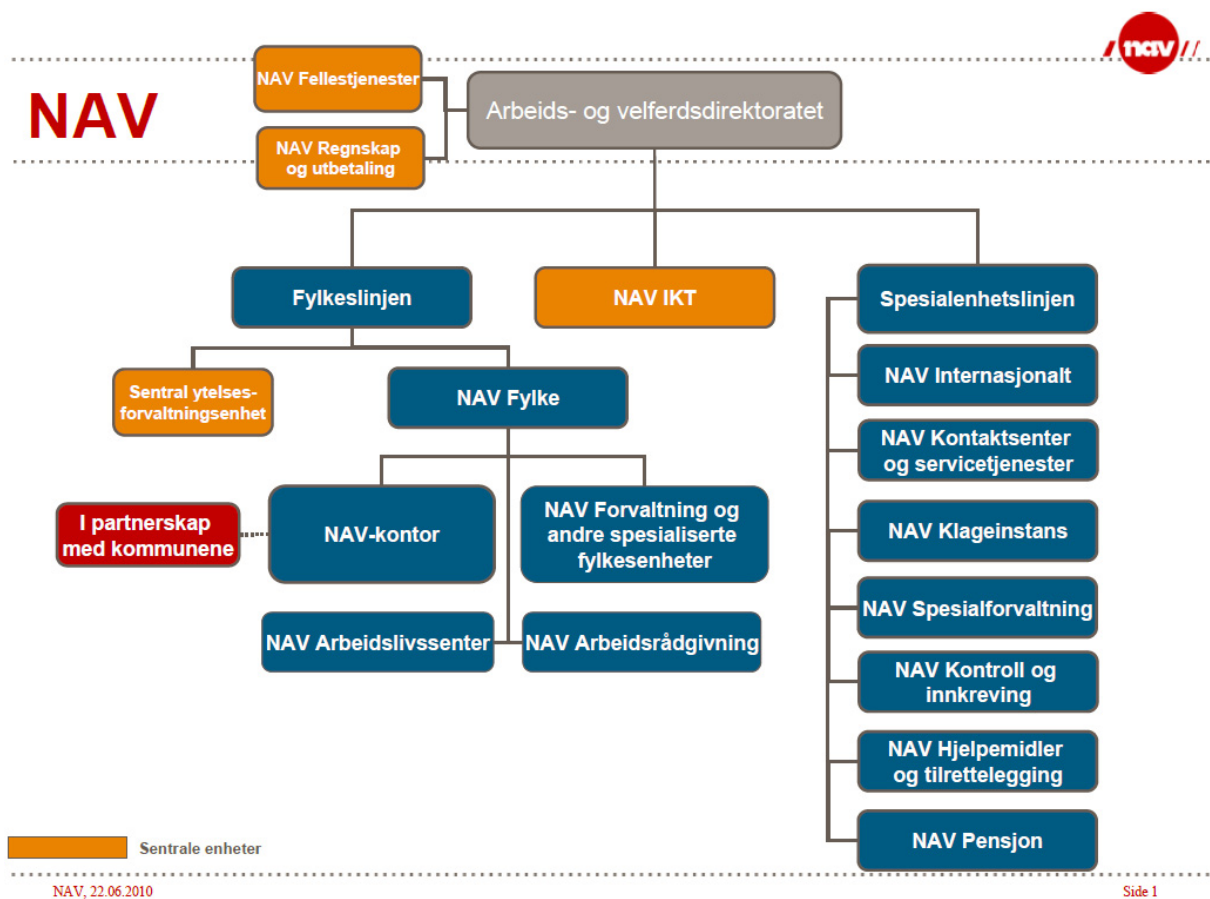 nav
NAV
NAV Fellestjenester
NAV Regnskap
og utbetaling
Arbeids- og velferdsdirektoratet
Fylkeslinjen
NAV IKT
Spesialenhetslinjen
Sentral ytelses-
forvaltningsenhet
NAV Fylke
I partnerskap
med kommunene
NAV-kontor
NAV Forvaltning og
andre spesialiserte
fylkesenheter
NAV Arbeidslivssenter
NAV Arbeidsrådgivning
NAV Internasjonalt
NAV Kontaktsenter
og servicetjenester
NAV Klageinstans
NAV Spesialforvaltning
NAV Kontroll og
innkreving
NAV Hjelpemidler
og tilrettelegging
NAV Pensjon
Sentrale enheter
NAV, 22.06.2010
Side 1